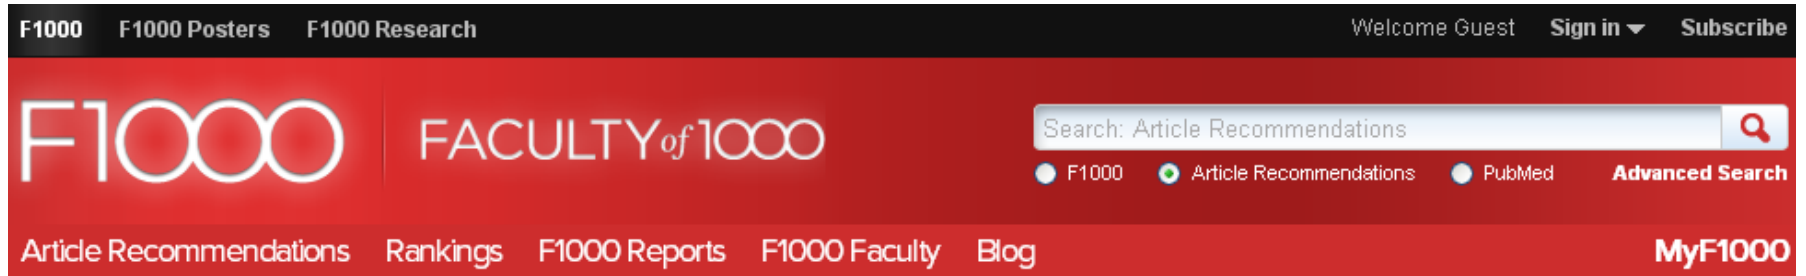 F1000 F1000 Posters F1000 Research Welcome Guest Sign in Subscribe
F1000 FACULTY of 1000
Search: Article Recommendations
F1000 Article Recommendations PubMed Advanced Search
Article Recommendations Rankings F1000 Reports F1000 Faculty Blog MyF1000